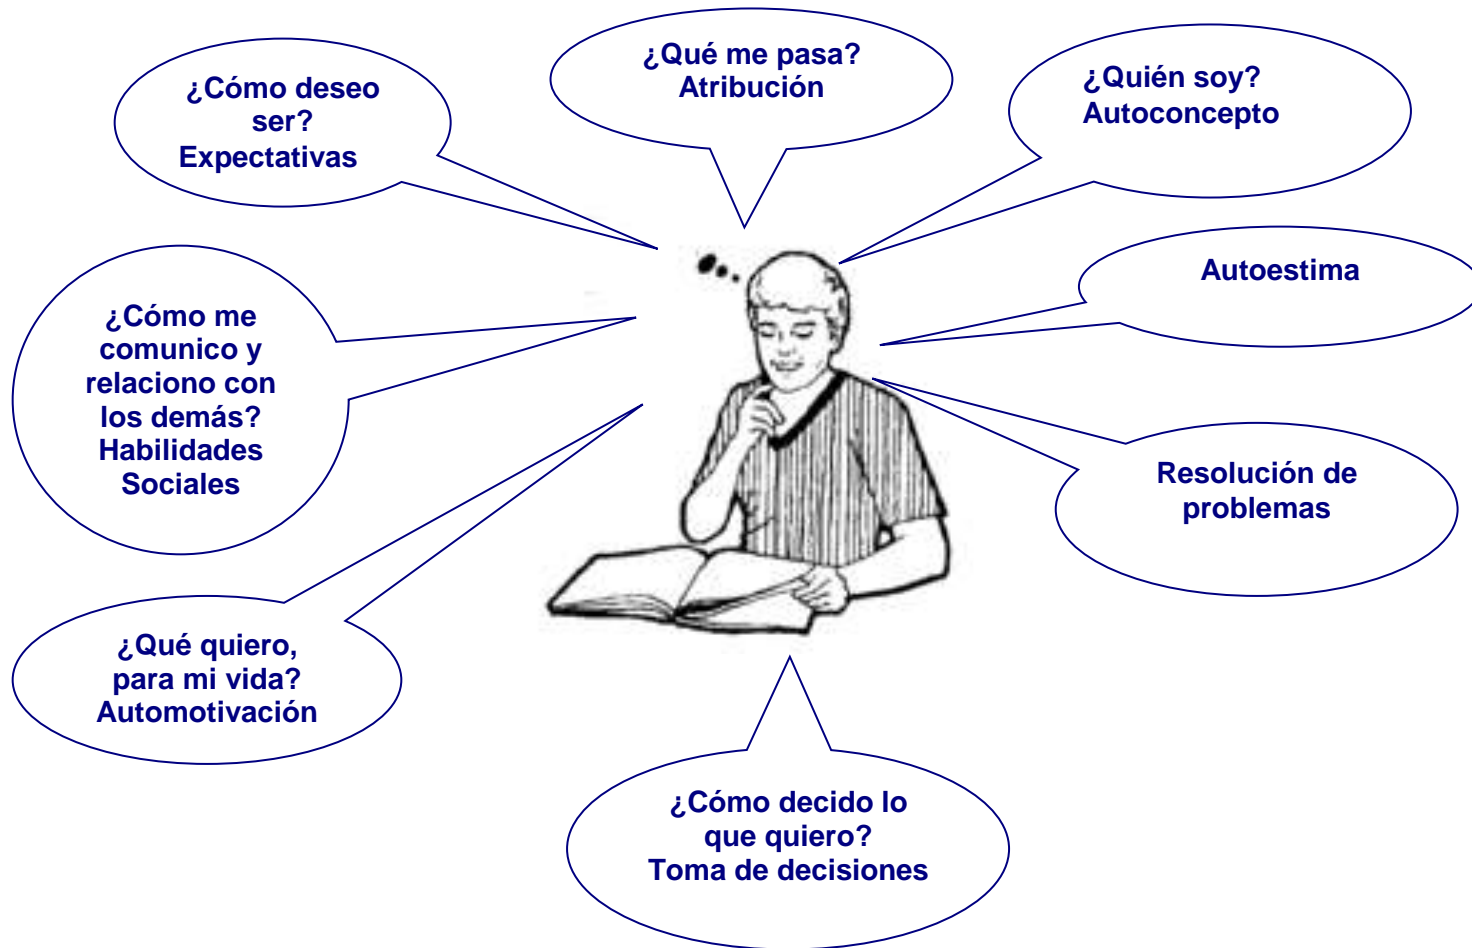 ¿Qué me pasa?
Atribución
¿Quién soy?
Autoconcepto
¿Cómo deseo
ser?
Expectativas
Autoestima
¿Cómo me
comunico y
relaciono con
los demás?
Habilidades
Sociales
Resolución de
problemas
¿Qué quiero,
para mi vida?
Automotivación
¿Cómo decido lo
que quiero?
Toma de decisiones